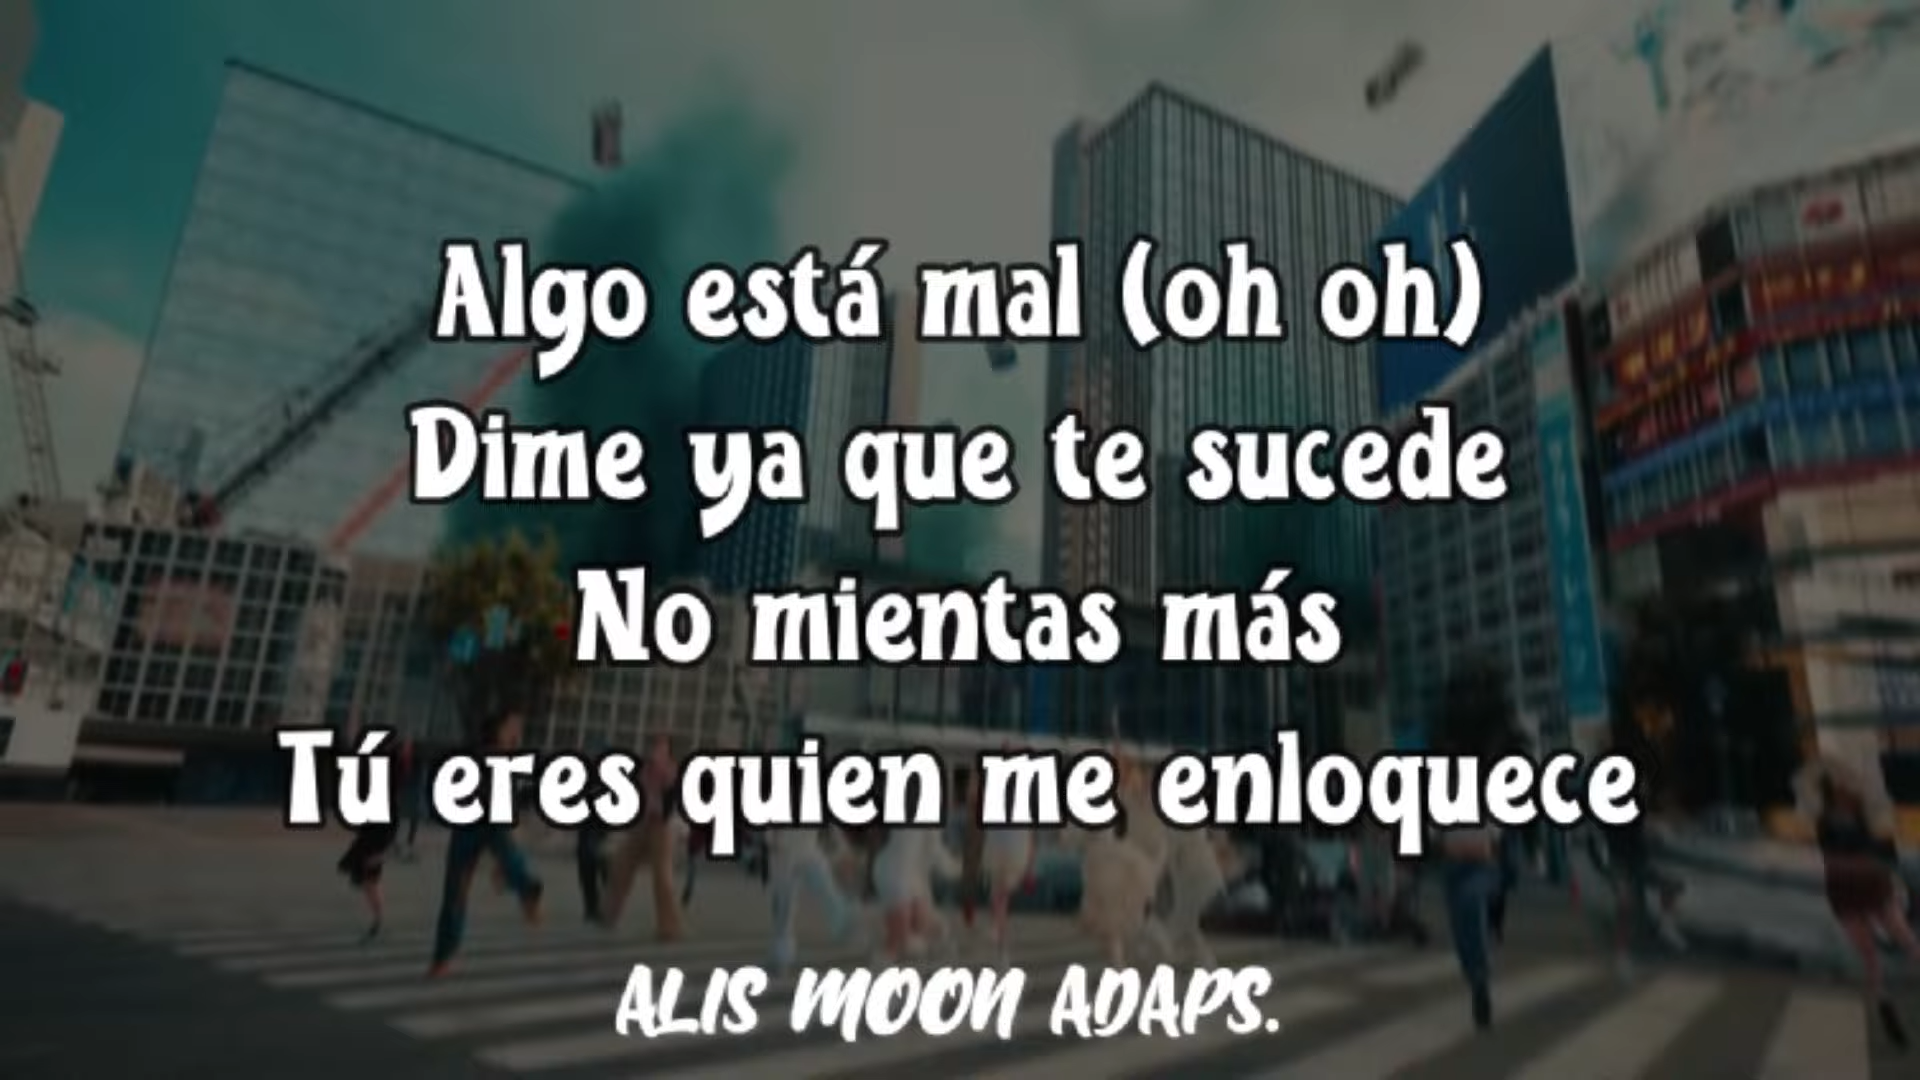 Algo está mal (oh oh)
Dime ya que te sucede
No mientas más
Tú eres quien me enloquece
ALIS MOON ADAPS.